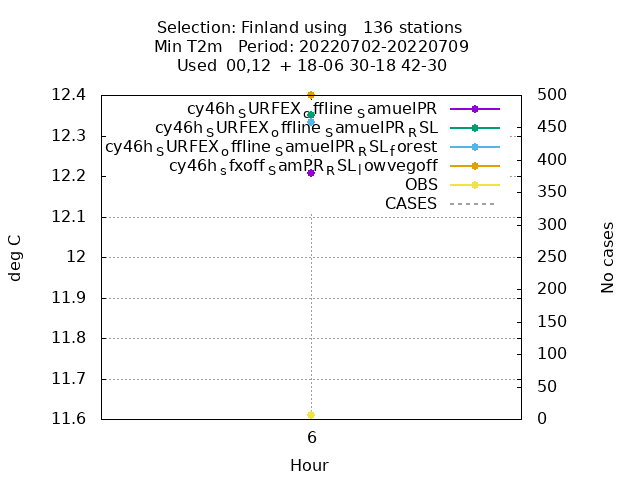 Selection: Finland using   136 stations
Min T2m   Period: 20220702-20220709
Used  00,12  + 18-06 30-18 42-30
12.4
12.3
12.2
12.1
12
11.9
11.8
11.7
11.6
deg C
cy46h_SURFEX_offline_SamuelPR
cy46h_SURFEX_offline_SamuelPR_RSL
cy46h_SURFEX_offline_SamuelPR_RSL_forest
cy46h_sfxoff_SamPR_RSL_lowvegoff
OBS
CASES
500
450
400
350
300
250
200
150
100
50
0
No cases
6
Hour